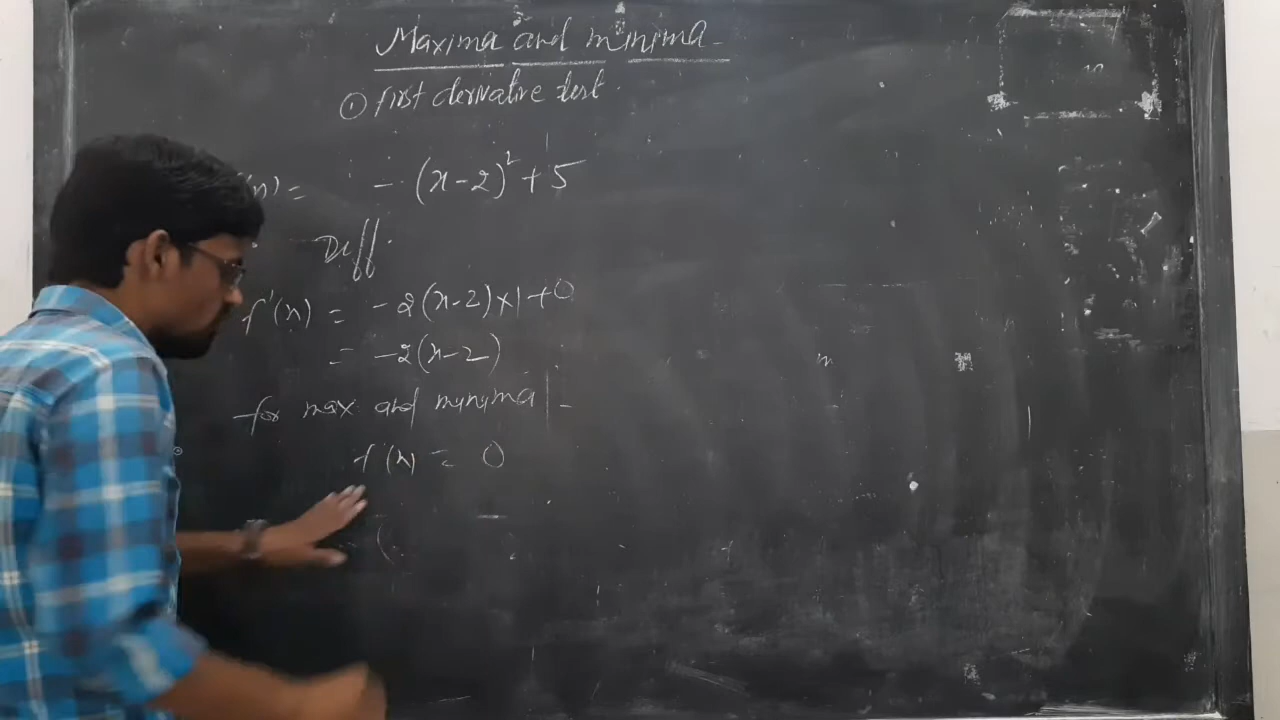 Maxima and minima
① first derivative test.
(x) = - (x-2)² + 5
Diff.
f'(x) = -2(x-2)×1+0
= -2(x-2)
for max and minima
f'(x) = 0